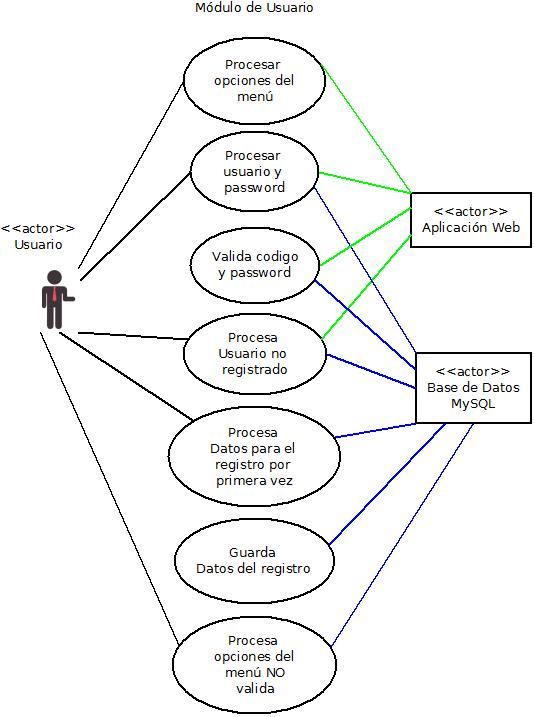 Módulo de Usuario
Procesar
opciones del
menú
Procesar
usuario y
password
<<actor>>
Usuario
<<actor>>
Aplicación Web
Valida codigo
y password
Procesa
Usuario no
registrado
<<actor>>
Base de Datos
MySQL
Procesa
Datos para el
registro por
primera vez
Guarda
Datos del registro
Procesa
opciones del
menú NO
valida